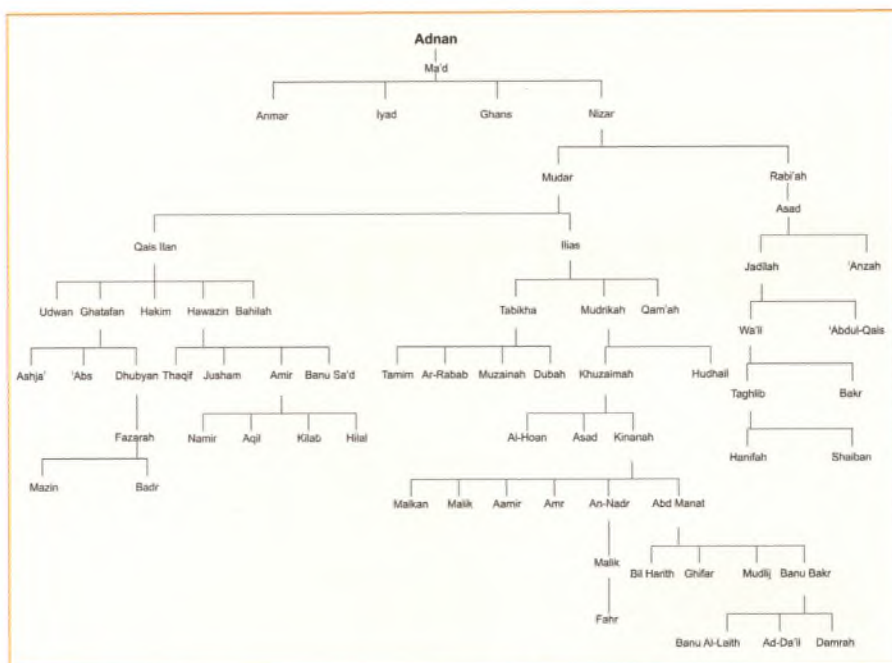 Adnan
Ma'd
Anmar Iyad Ghans Nizar
Mudar Rabi'ah
Asad
Qais Ilan Ilias
Jadilah 'Anzah
Udwan Ghatafan Hakim Hawazin Bahilah Tabikha Mudrikah Qam'ah
Wa'il 'Abdul-Qais
Ashja' 'Abs Dhubyan Thaqif Jusham Amir Banu Sa'd Tamim Ar-Rabab Muzainah Dubah Khuzaimah Hudhail
Taghlib Bakr
Fazarah Namir Aqil Kilab Hilal Al-Hoan Asad Kinanah
Hanifah Shaiban
Mazin Badr
Malkan Malik Aamir Amr An-Nadr Abd Manat
Malik
Bil Harith Ghifar Mudlij Banu Bakr
Fahr
Banu Al-Laith Ad-Da'il Damrah